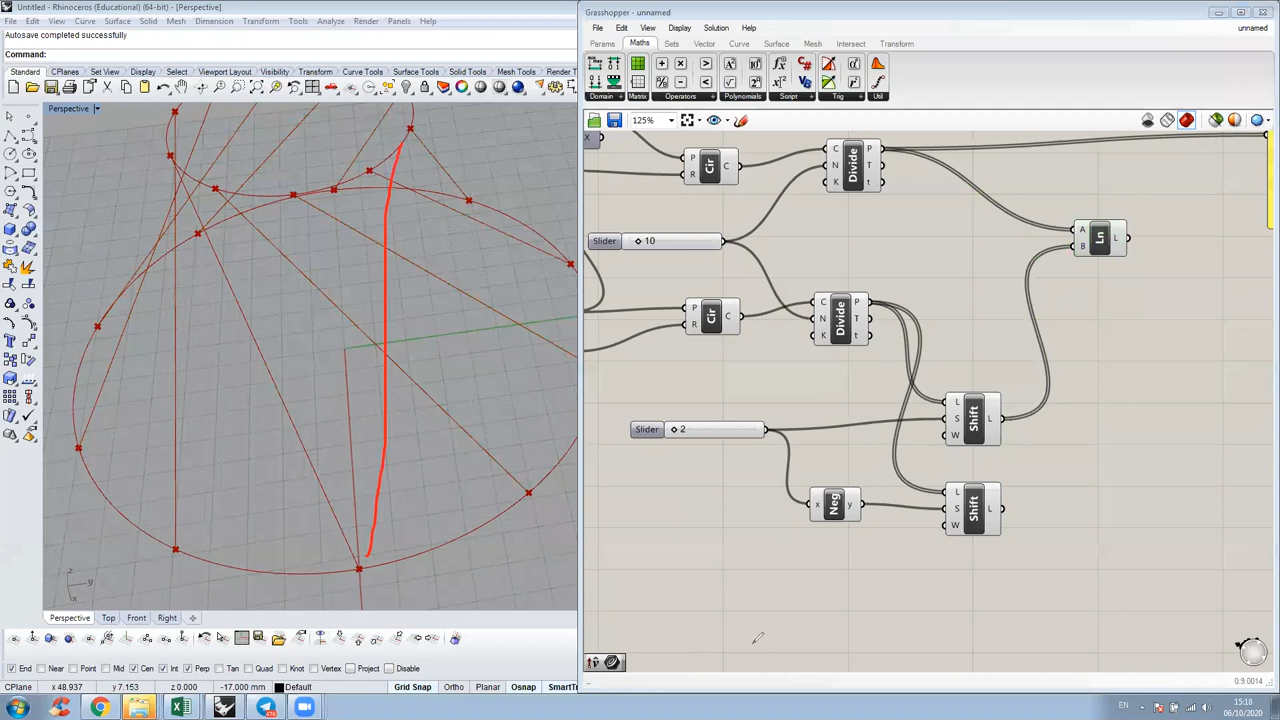 Untitled - Rhinoceros (Educational) (64-bit) - [Perspective]
File Edit View Curve Surface Solid Mesh Dimension Transform Tools Analyze Render Panels Help
Autosave completed successfully
Command:
Standard CPlanes Set View Display Select Viewport Layout Visibility Transform Curve Tools Surface Tools Solid Tools Mesh Tools Render T
Perspective
z
y
x
Perspective Top Front Right
End Near Point Mid Cen Int Perp Tan Quad Knot Vertex Project Disable
CPlane x 48.937 y 7.153 z 0.000 -17.000 mm Default Grid Snap Ortho Planar Osnap SmartTr
Grasshopper - unnamed
File Edit View Display Solution Help unnamed
Params Maths Sets Vector Curve Surface Mesh Intersect Transform
Domain Matrix Operators Polynomials Script Trig Util
125%
X
P R Cir C
C N K Divide P T t
Slider 10
A B Ln L
P R Cir C
C N K Divide P T t
Slider 2
L S W Shift L
x Neg y
L S W Shift L
0.9.0014
EN 15:18
06/10/2020